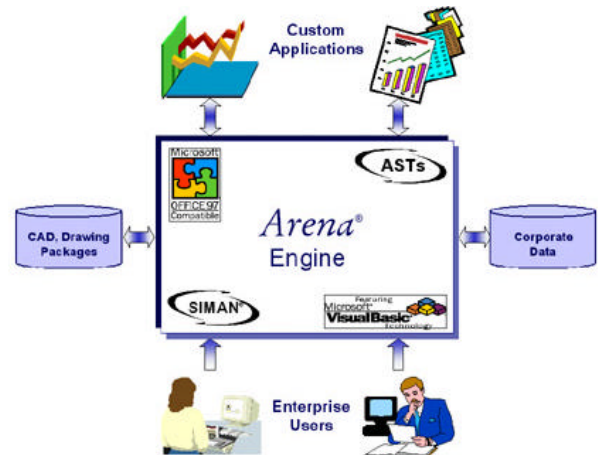 Custom
Applications
Microsoft
OFFICE 97
Compatible
ASTs
Arena®
Engine
CAD, Drawing
Packages
Corporate
Data
SIMAN®
Featuring
Microsoft®
Visual Basic®
Technology
Enterprise
Users